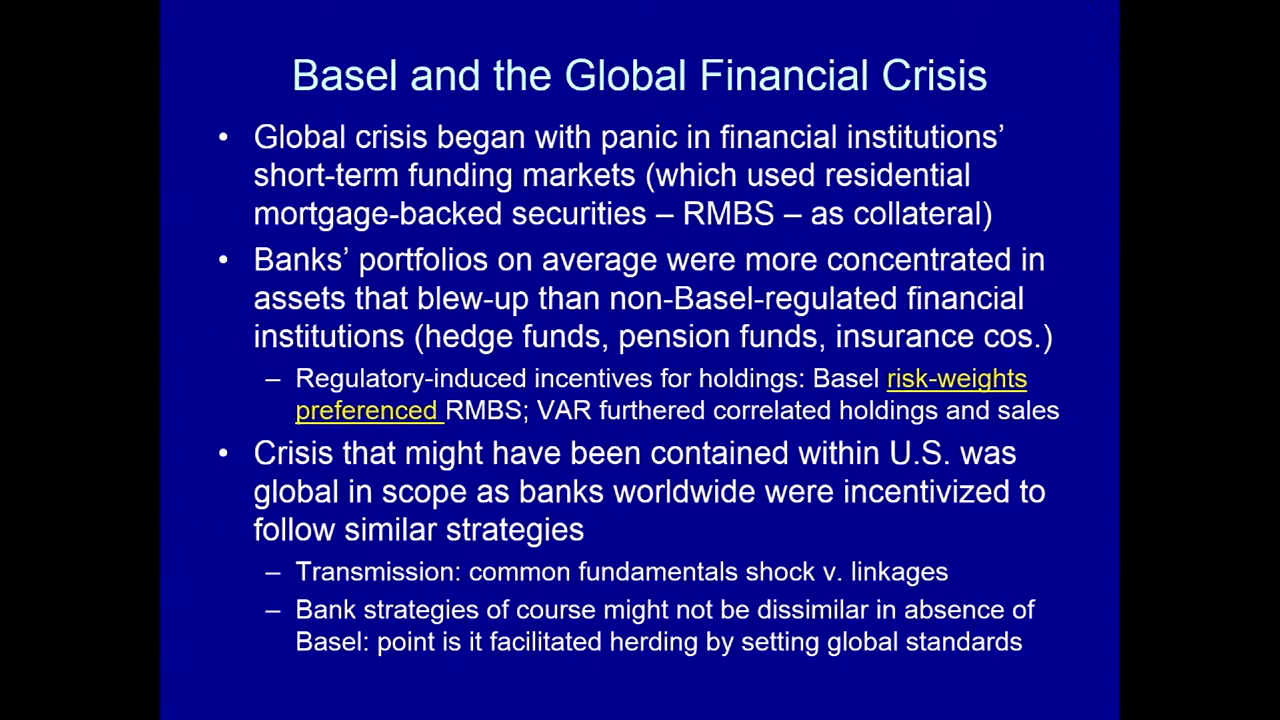 Basel and the Global Financial Crisis
• Global crisis began with panic in financial institutions’
short-term funding markets (which used residential
mortgage-backed securities – RMBS – as collateral)
• Banks’ portfolios on average were more concentrated in
assets that blew-up than non-Basel-regulated financial
institutions (hedge funds, pension funds, insurance cos.)
– Regulatory-induced incentives for holdings: Basel risk-weights
preferenced RMBS; VAR furthered correlated holdings and sales
• Crisis that might have been contained within U.S. was
global in scope as banks worldwide were incentivized to
follow similar strategies
– Transmission: common fundamentals shock v. linkages
– Bank strategies of course might not be dissimilar in absence of
Basel: point is it facilitated herding by setting global standards